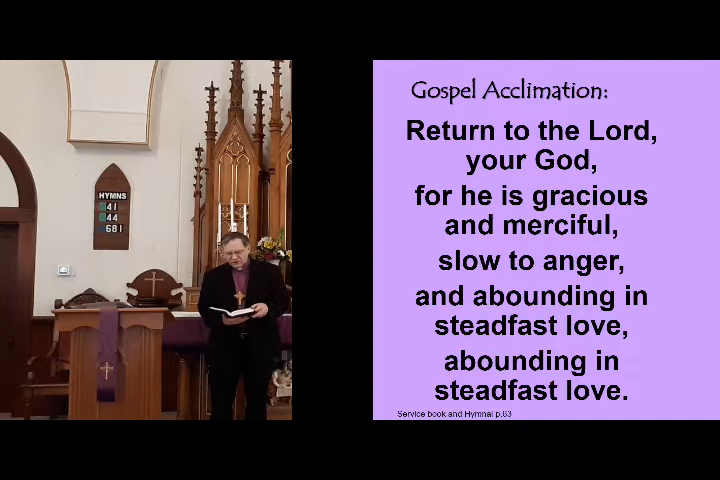 HYMNS
41
44
681
Gospel Acclimation:
Return to the Lord,
your God,
for he is gracious
and merciful,
slow to anger,
and abounding in
steadfast love,
abounding in
steadfast love.
Service book and Hymnal p.63